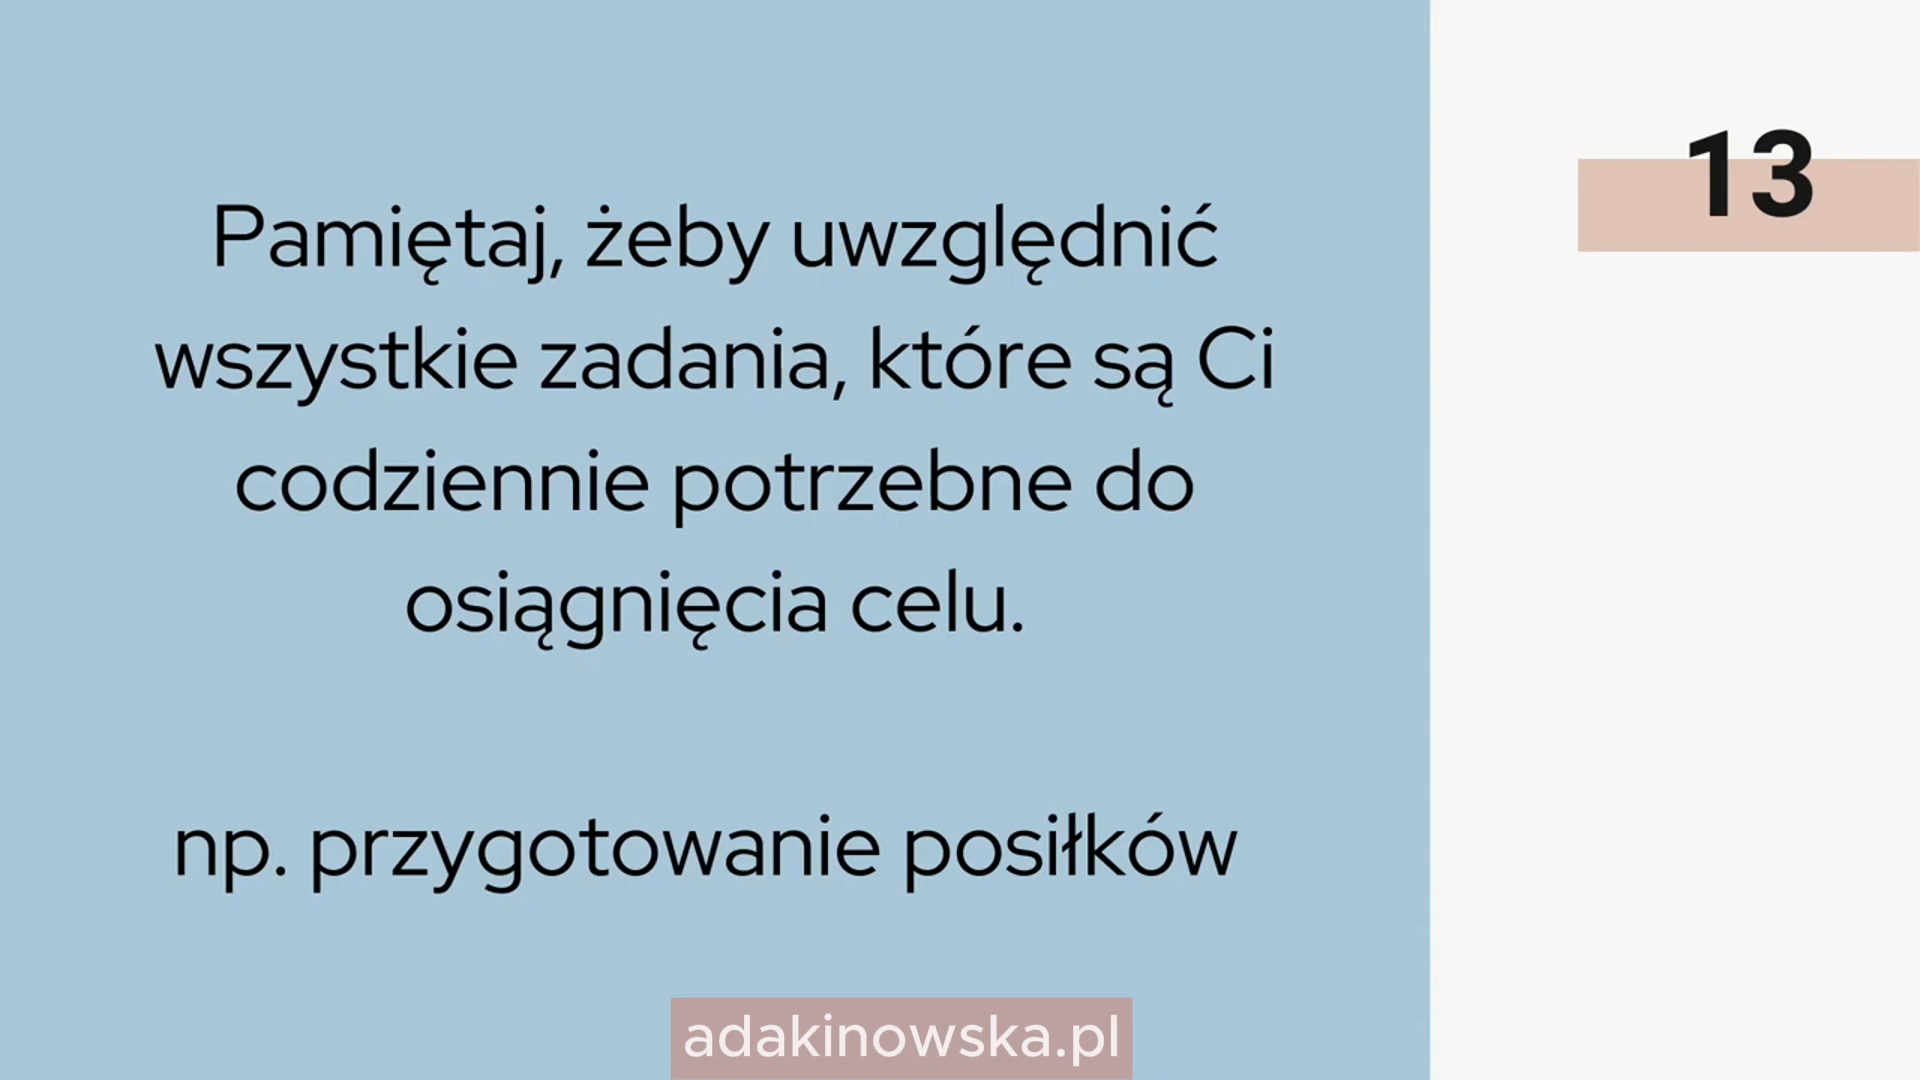 Pamiętaj, żeby uwzględnić
wszystkie zadania, które są Ci
codziennie potrzebne do
osiągnięcia celu.
np. przygotowanie posiłków
13
adakinowska.pl